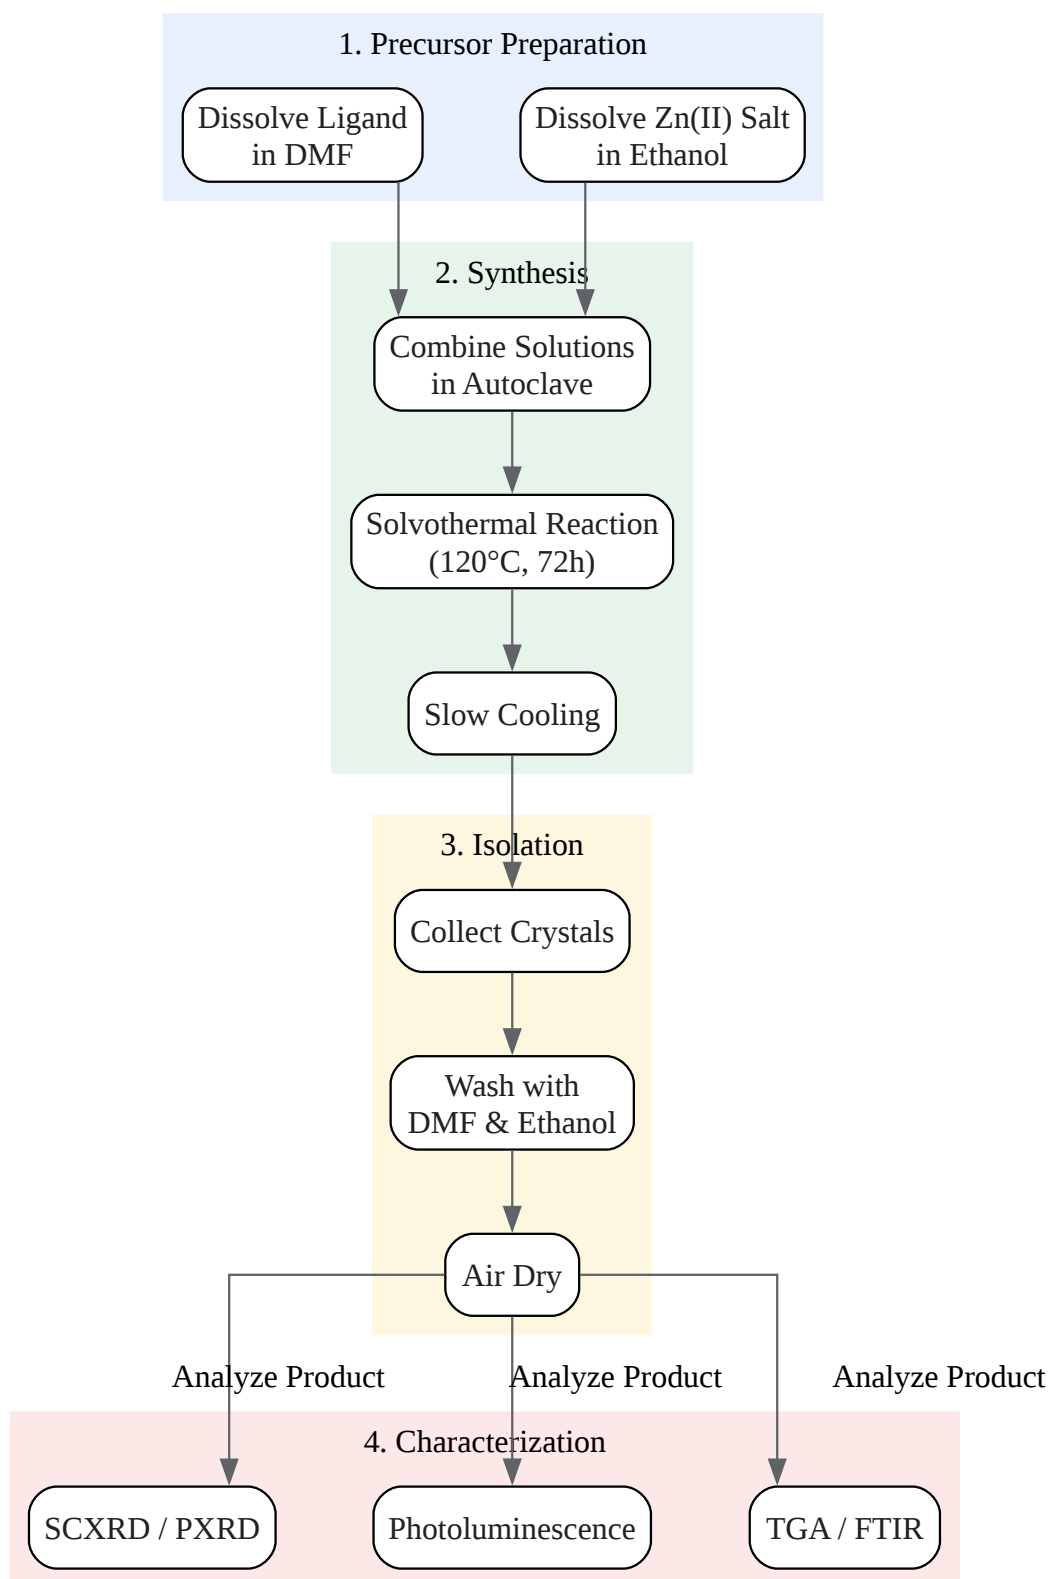 1. Precursor Preparation
Dissolve Ligand
in DMF
Dissolve Zn(II) Salt
in Ethanol
2. Synthesis
Combine Solutions
in Autoclave
Solvothermal Reaction
(120°C, 72h)
Slow Cooling
3. Isolation
Collect Crystals
Wash with
DMF & Ethanol
Air Dry
Analyze Product
Analyze Product
Analyze Product
4. Characterization
SCXRD / PXRD
Photoluminescence
TGA / FTIR